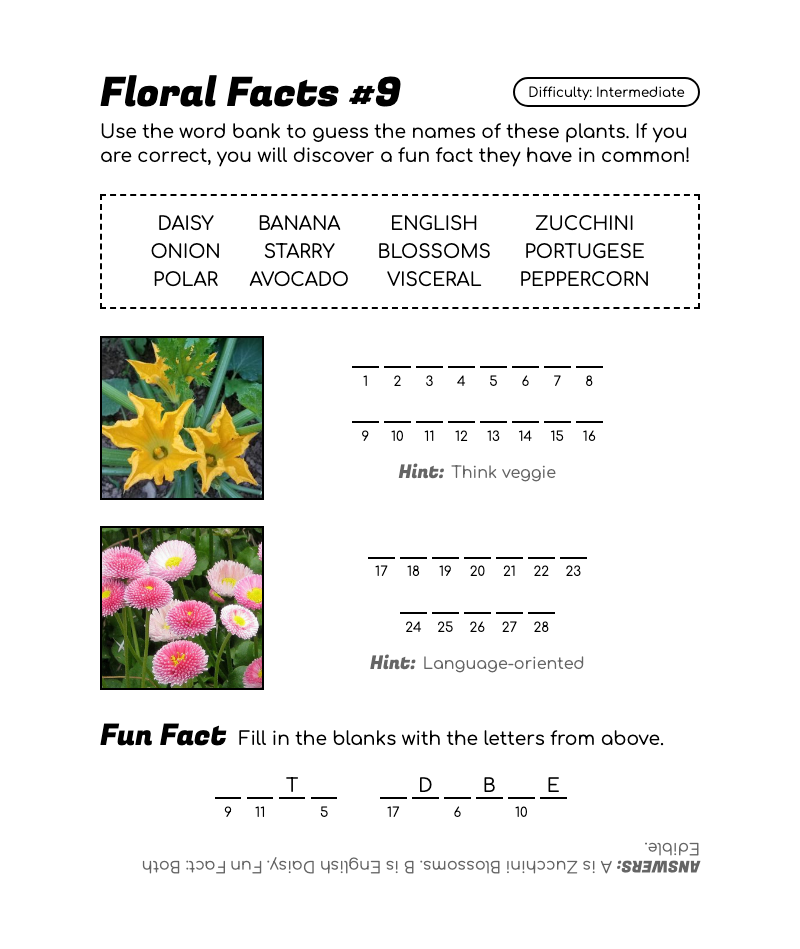 Floral Facts #9
Difficulty: Intermediate
Use the word bank to guess the names of these plants. If you
are correct, you will discover a fun fact they have in common!
DAISY BANANA ENGLISH ZUCCHINI
ONION STARRY BLOSSOMS PORTUGESE
POLAR AVOCADO VISCERAL PEPPERCORN
1 2 3 4 5 6 7 8
9 10 11 12 13 14 15 16
Hint: Think veggie
17 18 19 20 21 22 23
24 25 26 27 28
Hint: Language-oriented
Fun Fact Fill in the blanks with the letters from above.
T D B E
9 11 5 17 6 10
ANSWERS: A is Zucchini Blossoms. B is English Daisy. Fun Fact: Both
Edible.